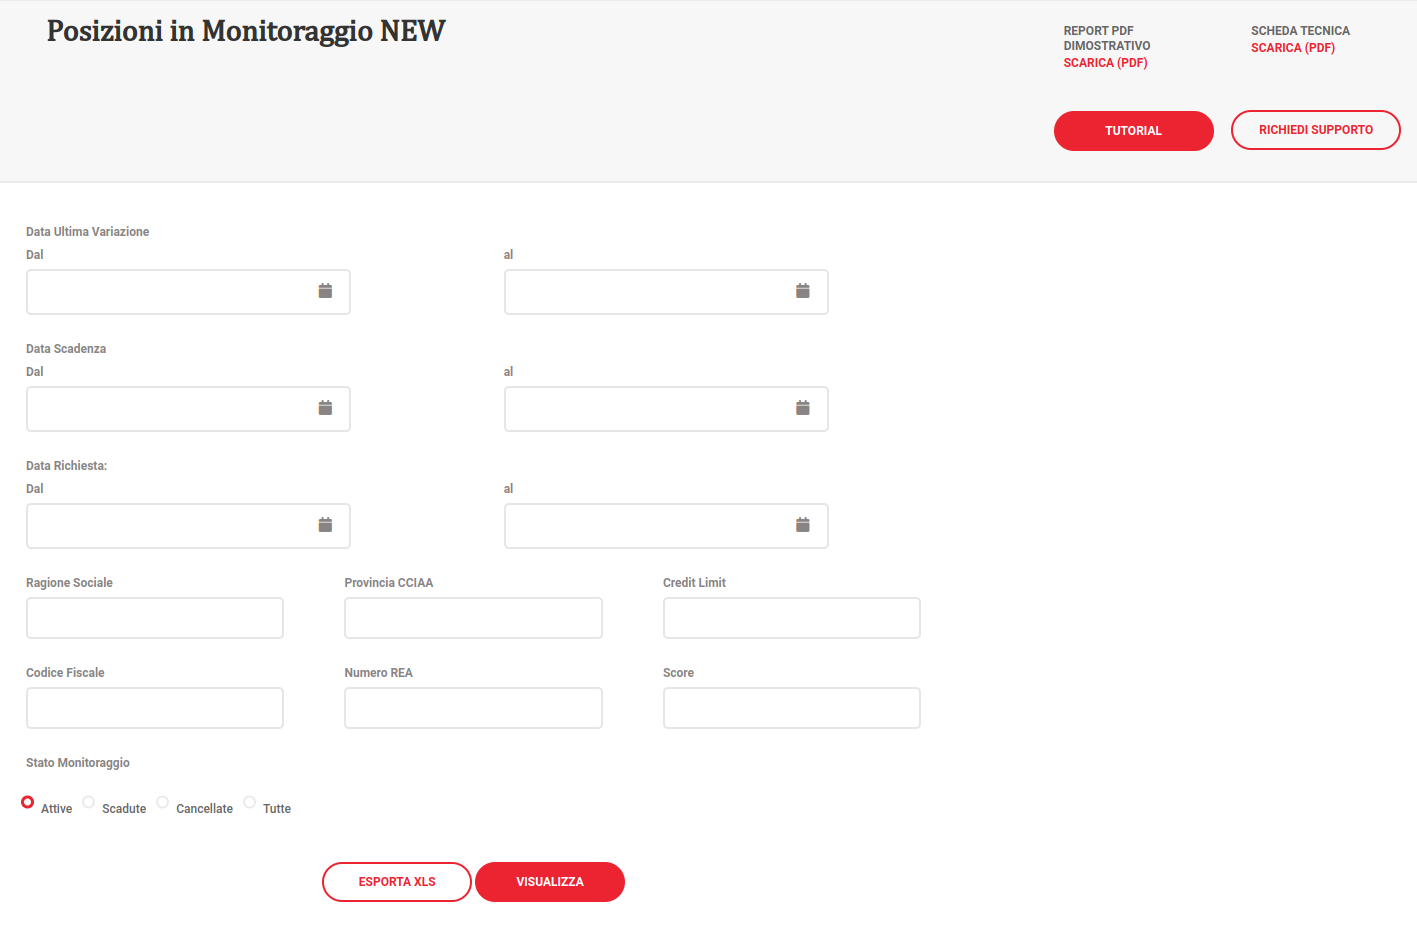 Posizioni in Monitoraggio NEW
REPORT PDF
DIMOSTRATIVO
SCARICA (PDF)
SCHEDA TECNICA
SCARICA (PDF)
TUTORIAL
RICHIEDI SUPPORTO
Data Ultima Variazione
Dal
al
Data Scadenza
Dal
al
Data Richiesta:
Dal
al
Ragione Sociale
Provincia CCIAA
Credit Limit
Codice Fiscale
Numero REA
Score
Stato Monitoraggio
Attive
Scadute
Cancellate
Tutte
ESPORTA XLS
VISUALIZZA